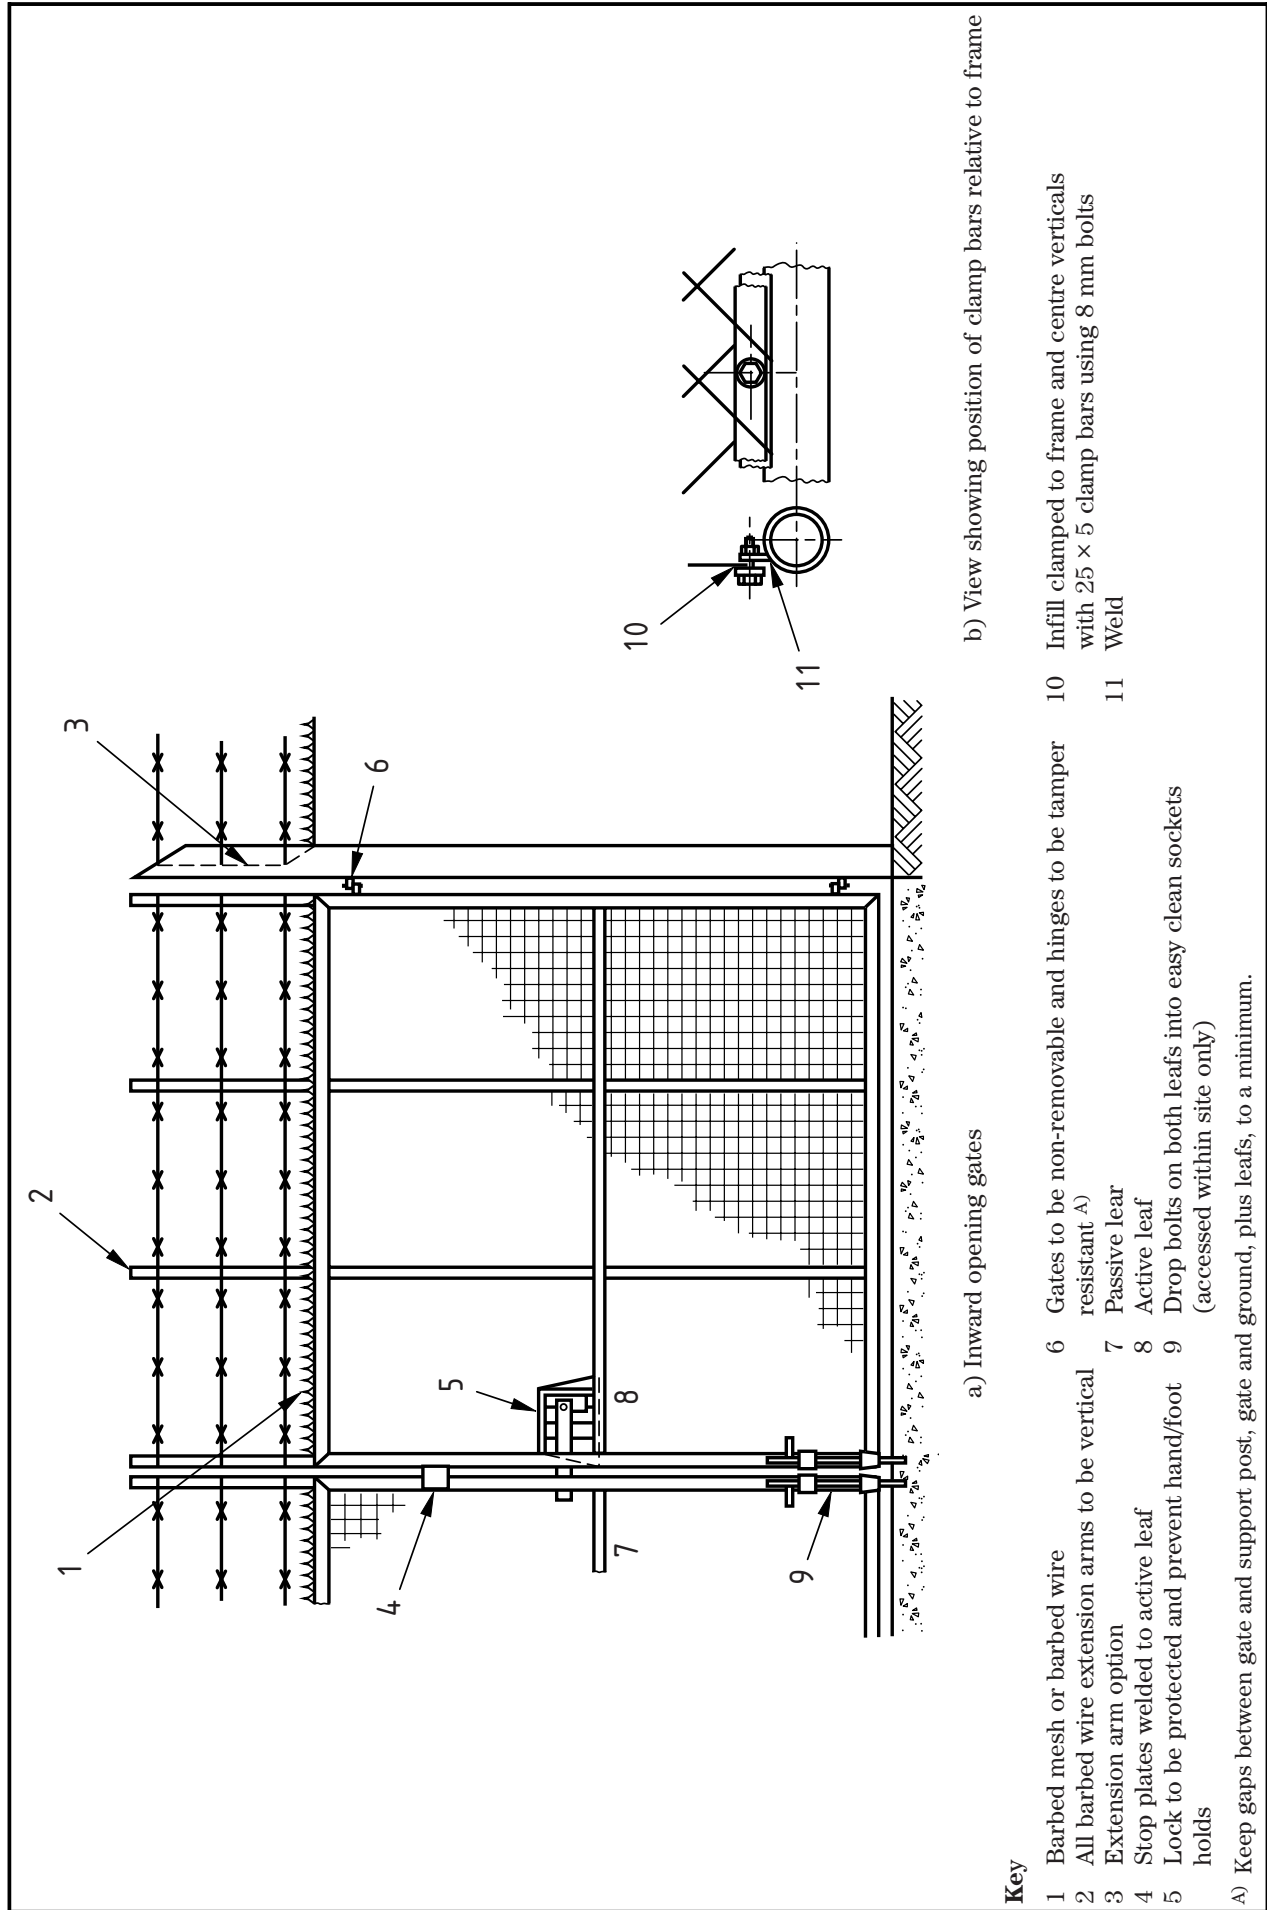 1
2
3
4
5
6
7
8
9
10
11
a) Inward opening gates
b) View showing position of clamp bars relative to frame
Key
1 Barbed mesh or barbed wire
2 All barbed wire extension arms to be vertical
3 Extension arm option
4 Stop plates welded to active leaf
5 Lock to be protected and prevent hand/foot
holds
6 Gates to be non-removable and hinges to be tamper
resistant A)
7 Passive lear
8 Active leaf
9 Drop bolts on both leafs into easy clean sockets
(accessed within site only)
10 Infill clamped to frame and centre verticals
with 25 × 5 clamp bars using 8 mm bolts
11 Weld
A) Keep gaps between gate and support post, gate and ground, plus leafs, to a minimum.